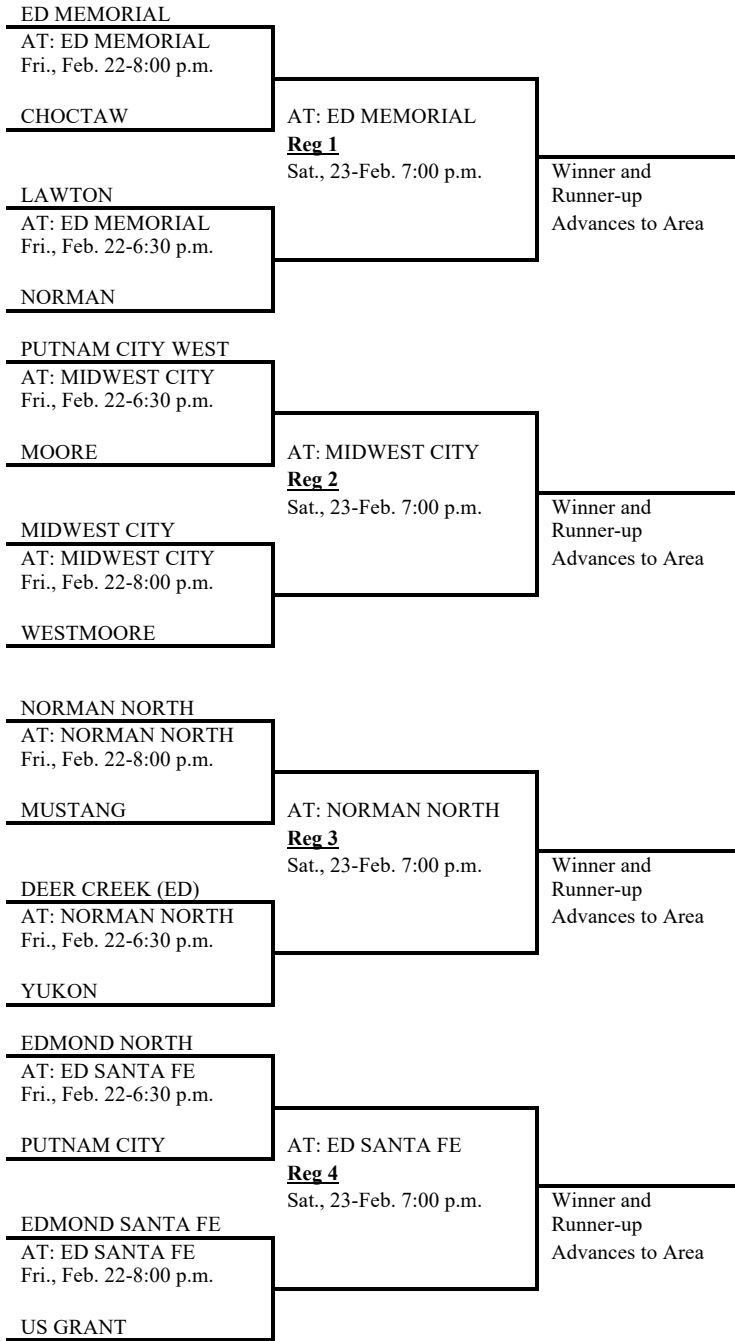 ED MEMORIAL
AT: ED MEMORIAL
Fri., Feb. 22-8:00 p.m.
CHOCTAW
AT: ED MEMORIAL
Reg 1
Sat., 23-Feb. 7:00 p.m.
Winner and
Runner-up
Advances to Area
LAWTON
AT: ED MEMORIAL
Fri., Feb. 22-6:30 p.m.
NORMAN
PUTNAM CITY WEST
AT: MIDWEST CITY
Fri., Feb. 22-6:30 p.m.
MOORE
AT: MIDWEST CITY
Reg 2
Sat., 23-Feb. 7:00 p.m.
Winner and
Runner-up
Advances to Area
MIDWEST CITY
AT: MIDWEST CITY
Fri., Feb. 22-8:00 p.m.
WESTMOORE
NORMAN NORTH
AT: NORMAN NORTH
Fri., Feb. 22-8:00 p.m.
MUSTANG
AT: NORMAN NORTH
Reg 3
Sat., 23-Feb. 7:00 p.m.
Winner and
Runner-up
Advances to Area
DEER CREEK (ED)
AT: NORMAN NORTH
Fri., Feb. 22-6:30 p.m.
YUKON
EDMOND NORTH
AT: ED SANTA FE
Fri., Feb. 22-6:30 p.m.
PUTNAM CITY
AT: ED SANTA FE
Reg 4
Sat., 23-Feb. 7:00 p.m.
Winner and
Runner-up
Advances to Area
EDMOND SANTA FE
AT: ED SANTA FE
Fri., Feb. 22-8:00 p.m.
US GRANT